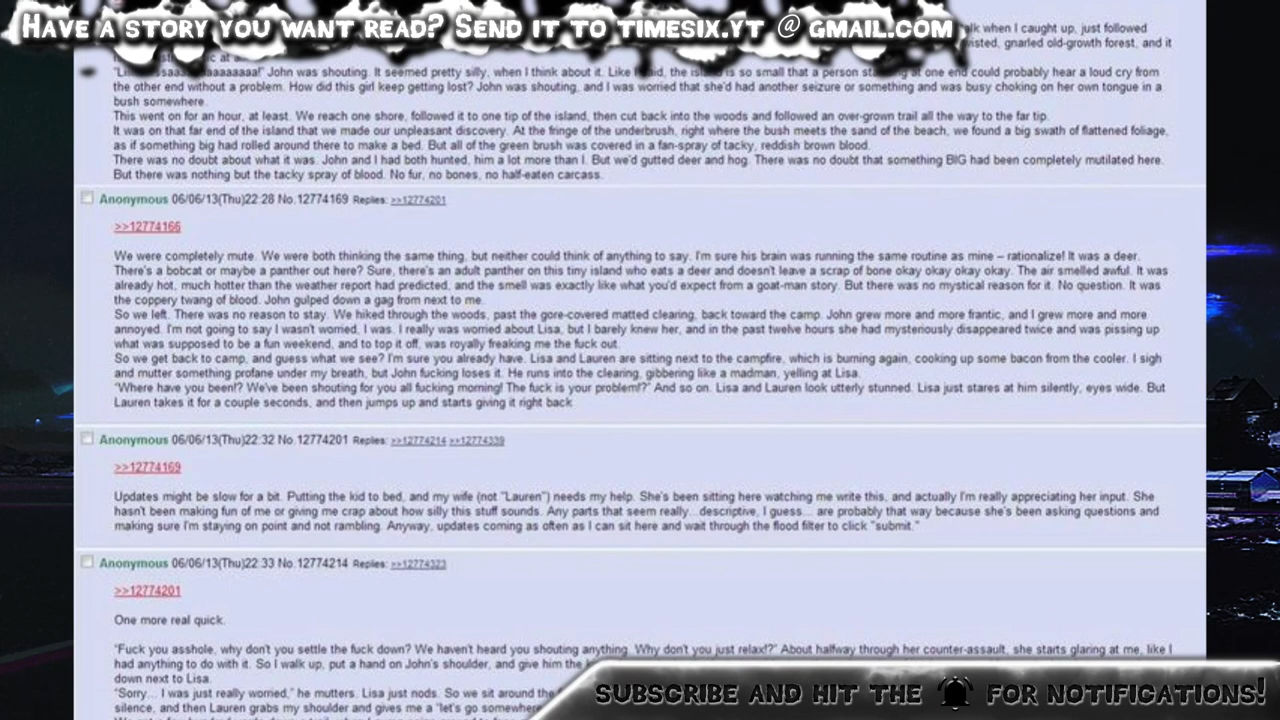 HAVE A STORY YOU WANT READ? SEND IT TO TIMESIX.YT @ GMAIL.COM
alk when I caught up, just followed
wisted, gnarled old-growth forest, and it
John was shouting. It seemed pretty silly, when I think about it. Like I said, the island is so small that a person standing at one end could probably hear a loud cry from
the other end without a problem. How did this girl keep getting lost? John was shouting, and I was worried that she'd had another seizure or something and was busy choking on her own tongue in a
bush somewhere.
This went on for an hour, at least. We reach one shore, followed it to one tip of the island, then cut back into the woods and followed an over-grown trail all the way to the far tip.
It was on that far end of the island that we made our unpleasant discovery. At the fringe of the underbrush, right where the bush meets the sand of the beach, we found a big swath of flattened foliage,
as if something big had rolled around there to make a bed. But all of the green brush was covered in a fan-spray of tacky, reddish brown blood.
There was no doubt about what it was. John and I had both hunted, him a lot more than I. But we'd gutted deer and hog. There was no doubt that something BIG had been completely mutilated here.
But there was nothing but the tacky spray of blood. No fur, no bones, no half-eaten carcass.
Anonymous 06/06/13(Thu)22:28 No.12774169 Replies: >>12774201
>>12774166
We were completely mute. We were both thinking the same thing, but neither could think of anything to say. I'm sure his brain was running the same routine as mine – rationalize! It was a deer.
There's a bobcat or maybe a panther out here? Sure, there's an adult panther on this tiny island who eats a deer and doesn't leave a scrap of bone okay okay okay okay. The air smelled awful. It was
already hot, much hotter than the weather report had predicted, and the smell was exactly like what you'd expect from a goat-man story. But there was no mystical reason for it. No question. It was
the coppery twang of blood. John gulped down a gag from next to me.
So we left. There was no reason to stay. We hiked through the woods, past the gore-covered matted clearing, back toward the camp. John grew more and more frantic, and I grew more and more
annoyed. I'm not going to say I wasn't worried, I was. I really was worried about Lisa, but I barely knew her, and in the past twelve hours she had mysteriously disappeared twice and was pissing up
what was supposed to be a fun weekend, and to top it off, was royally freaking me the fuck out.
So we get back to camp, and guess what we see? I'm sure you already have. Lisa and Lauren are sitting next to the campfire, which is burning again, cooking up some bacon from the cooler. I sigh
and mutter something profane under my breath, but John fucking loses it. He runs into the clearing, gibbering like a madman, yelling at Lisa.
"Where have you been!? We've been shouting for you all fucking morning! The fuck is your problem!?" And so on. Lisa and Lauren look utterly stunned. Lisa just stares at him silently, eyes wide. But
Lauren takes it for a couple seconds, and then jumps up and starts giving it right back
Anonymous 06/06/13(Thu)22:32 No.12774201 Replies: >>12774214 >>12774339
>>12774169
Updates might be slow for a bit. Putting the kid to bed, and my wife (not "Lauren") needs my help. She's been sitting here watching me write this, and actually I'm really appreciating her input. She
hasn't been making fun of me or giving me crap about how silly this stuff sounds. Any parts that seem really...descriptive, I guess... are probably that way because she's been asking questions and
making sure I'm staying on point and not rambling. Anyway, updates coming as often as I can sit here and wait through the flood filter to click "submit."
Anonymous 06/06/13(Thu)22:33 No.12774214 Replies: >>12774323
>>12774201
One more real quick.
"Fuck you asshole, why don't you settle the fuck down? We haven't heard you shouting anything. Why don't you just relax!?" About halfway through her counter-assault, she starts glaring at me, like I
had anything to do with it. So I walk up, put a hand on John's shoulder, and give him the
down next to Lisa.
"Sorry... I was just really worried," he mutters. Lisa just nods. So we sit around the
silence, and then Lauren grabs my shoulder and gives me a "let's go somewhere
SUBSCRIBE AND HIT THE FOR NOTIFICATIONS!